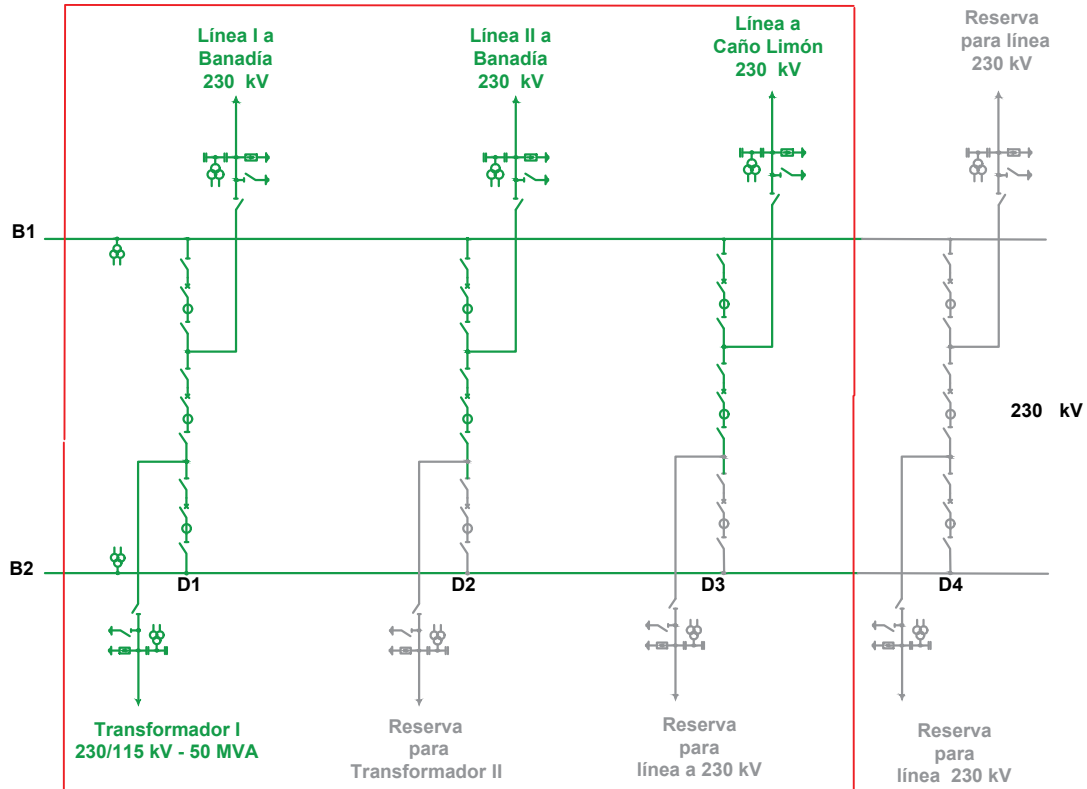 Línea I a
Banadía
230 kV
Línea II a
Banadía
230 kV
Línea a
Caño Limón
230 kV
Reserva
para línea
230 kV
B1
230 kV
B2
D1
D2
D3
D4
Transformador I
230/115 kV - 50 MVA
Reserva
para
Transformador II
Reserva
para
línea a 230 kV
Reserva
para
línea 230 kV